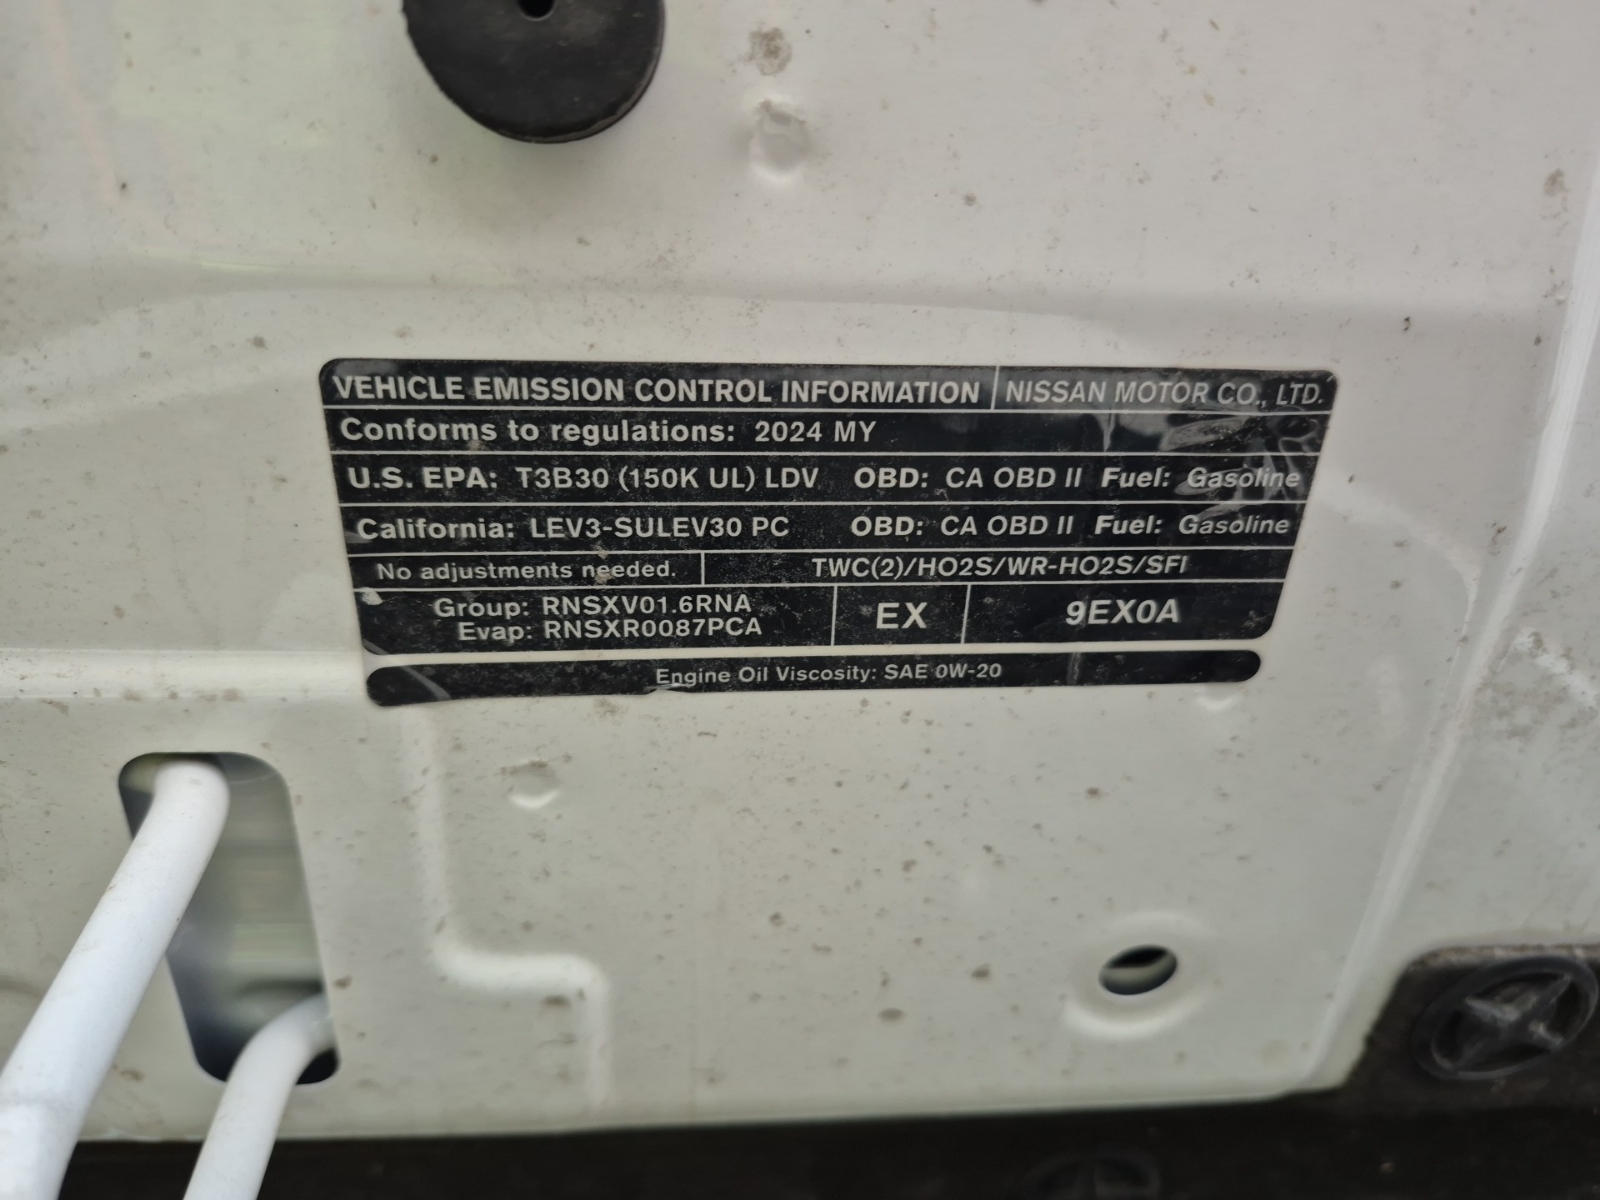 VEHICLE EMISSION CONTROL INFORMATION NISSAN MOTOR CO., LTD.
Conforms to regulations: 2024 MY
U.S. EPA: T3B30 (150K UL) LDV OBD: CA OBD II Fuel: Gasoline
California: LEV3-SULEV30 PC OBD: CA OBD II Fuel: Gasoline
No adjustments needed. TWC(2)/HO2S/WR-HO2S/SFI
Group: RNSXV01.6RNA
Evap: RNSXR0087PCA
EX
9EX0A
Engine Oil Viscosity: SAE 0W-20